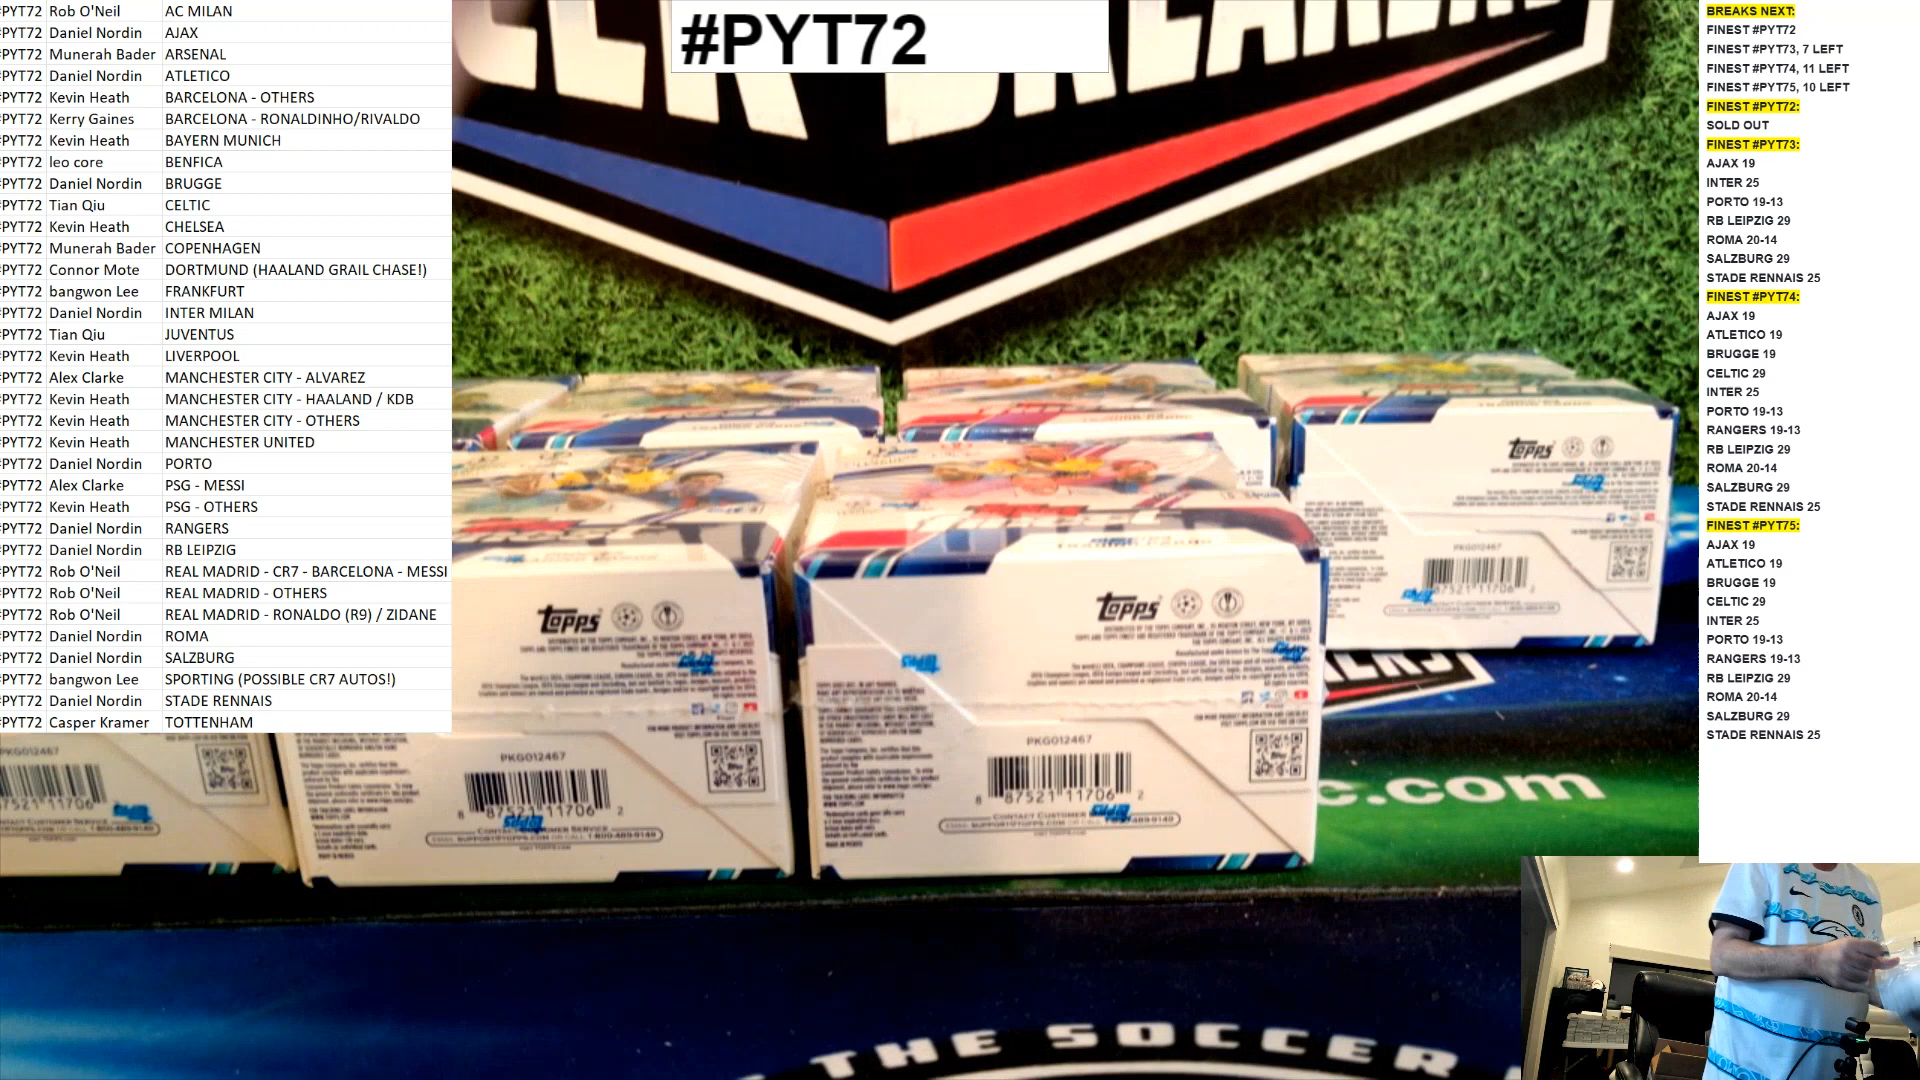 #PYT72 Rob O'Neil AC MILAN
#PYT72 Daniel Nordin AJAX
#PYT72 Munerah Bader ARSENAL
#PYT72 Daniel Nordin ATLETICO
#PYT72 Kevin Heath BARCELONA - OTHERS
#PYT72 Kerry Gaines BARCELONA - RONALDINHO/RIVALDO
#PYT72 Kevin Heath BAYERN MUNICH
#PYT72 leo core BENFICA
#PYT72 Daniel Nordin BRUGGE
#PYT72 Tian Qiu CELTIC
#PYT72 Kevin Heath CHELSEA
#PYT72 Munerah Bader COPENHAGEN
#PYT72 Connor Mote DORTMUND (HAALAND GRAIL CHASE!)
#PYT72 bangwon Lee FRANKFURT
#PYT72 Daniel Nordin INTER MILAN
#PYT72 Tian Qiu JUVENTUS
#PYT72 Kevin Heath LIVERPOOL
#PYT72 Alex Clarke MANCHESTER CITY - ALVAREZ
#PYT72 Kevin Heath MANCHESTER CITY - HAALAND / KDB
#PYT72 Kevin Heath MANCHESTER CITY - OTHERS
#PYT72 Kevin Heath MANCHESTER UNITED
#PYT72 Daniel Nordin PORTO
#PYT72 Alex Clarke PSG - MESSI
#PYT72 Kevin Heath PSG - OTHERS
#PYT72 Daniel Nordin RANGERS
#PYT72 Daniel Nordin RB LEIPZIG
#PYT72 Rob O'Neil REAL MADRID - CR7 - BARCELONA - MESSI
#PYT72 Rob O'Neil REAL MADRID - OTHERS
#PYT72 Rob O'Neil REAL MADRID - RONALDO (R9) / ZIDANE
#PYT72 Daniel Nordin ROMA
#PYT72 Daniel Nordin SALZBURG
#PYT72 bangwon Lee SPORTING (POSSIBLE CR7 AUTOS!)
#PYT72 Daniel Nordin STADE RENNAIS
#PYT72 Casper Kramer TOTTENHAM
#PYT72
topps
topps
topps
PKG012467
PKG012467
PKG012467
PKG012467
8 87521 11706 2
8 87521 11706 2
CONTACT CUSTOMER SERVICE
c.com
THE SOCCER
BREAKS NEXT:
FINEST #PYT72
FINEST #PYT73, 7 LEFT
FINEST #PYT74, 11 LEFT
FINEST #PYT75, 10 LEFT
FINEST #PYT72:
SOLD OUT
FINEST #PYT73:
AJAX 19
INTER 25
PORTO 19-13
RB LEIPZIG 29
ROMA 20-14
SALZBURG 29
STADE RENNAIS 25
FINEST #PYT74:
AJAX 19
ATLETICO 19
BRUGGE 19
CELTIC 29
INTER 25
PORTO 19-13
RANGERS 19-13
RB LEIPZIG 29
ROMA 20-14
SALZBURG 29
STADE RENNAIS 25
FINEST #PYT75:
AJAX 19
ATLETICO 19
BRUGGE 19
CELTIC 29
INTER 25
PORTO 19-13
RANGERS 19-13
RB LEIPZIG 29
ROMA 20-14
SALZBURG 29
STADE RENNAIS 25